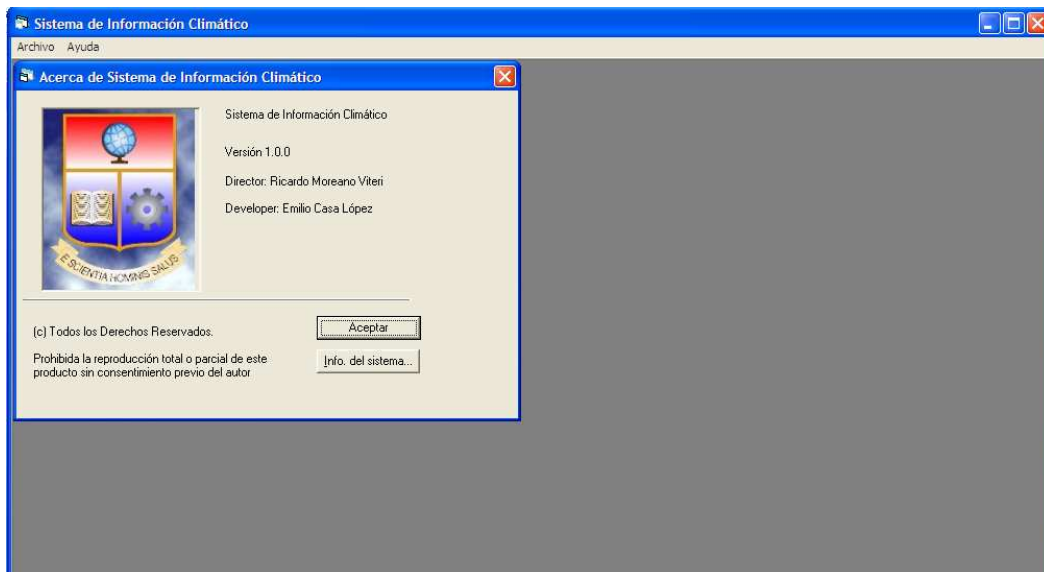 Sistema de Información Climático
Archivo Ayuda
Acerca de Sistema de Información Climático
Sistema de Información Climático
Versión 1.0.0
Director: Ricardo Moreano Viteri
Developer: Emilio Casa López
E SCIENTIA HOMINIS SALUS
(c) Todos los Derechos Reservados.
Aceptar
Prohibida la reproducción total o parcial de este
producto sin consentimiento previo del autor
Info. del sistema...